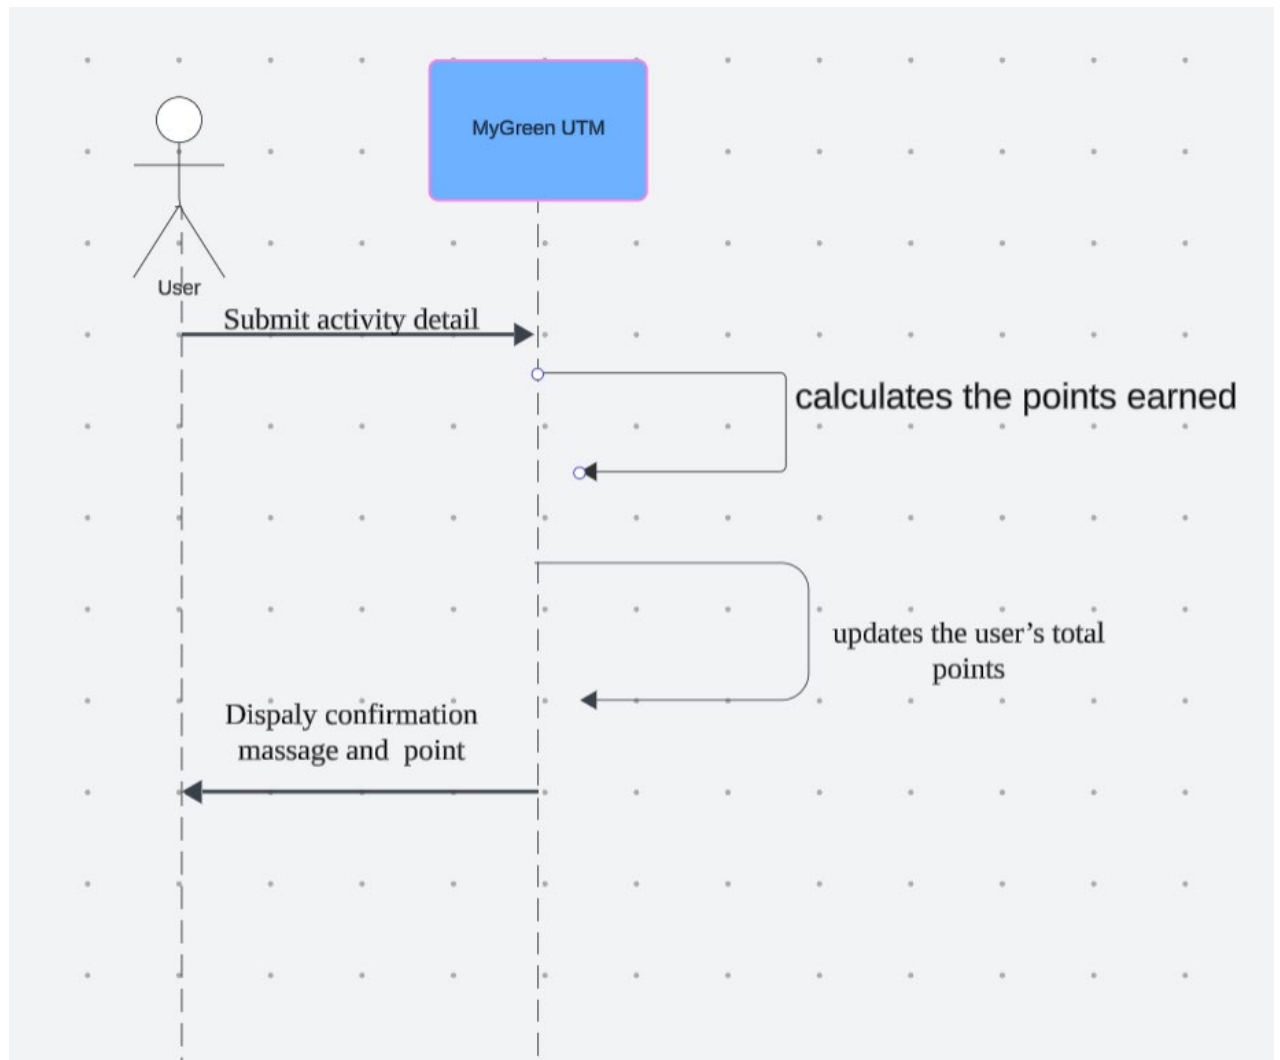 MyGreen UTM
User
Submit activity detail
calculates the points earned
updates the user’s total
points
Dispaly confirmation
massage and  point